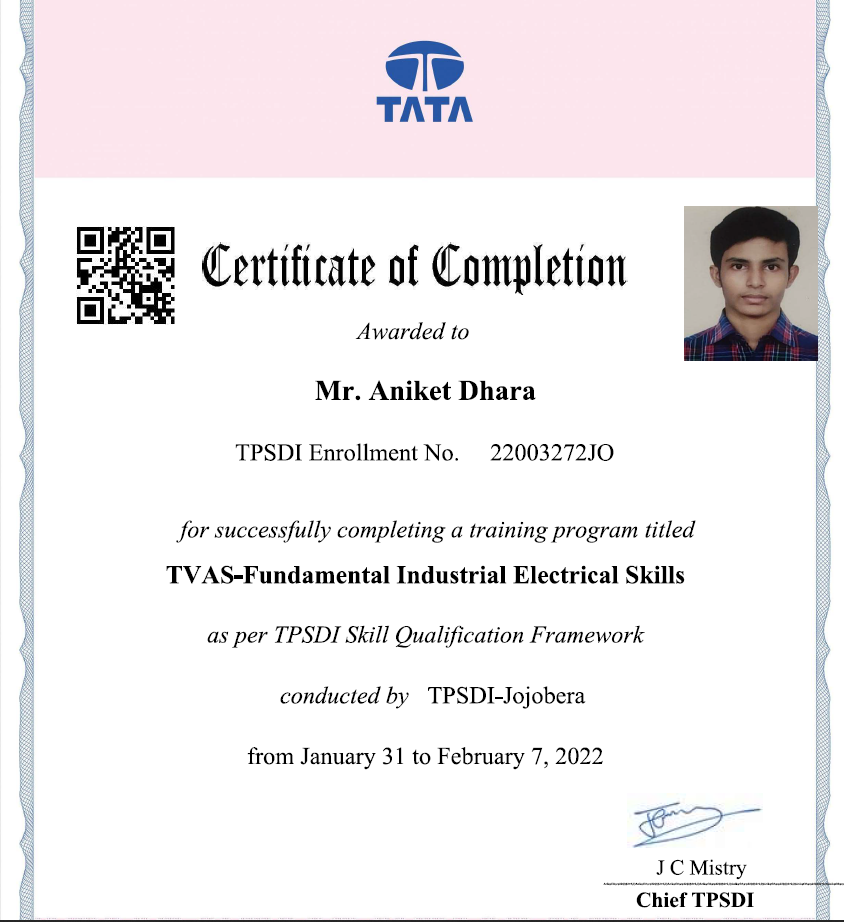 TATA
Certificate of Completion
Awarded to
Mr. Aniket Dhara
TPSDI Enrollment No. 22003272JO
for successfully completing a training program titled
TVAS-Fundamental Industrial Electrical Skills
as per TPSDI Skill Qualification Framework
conducted by TPSDI-Jojobera
from January 31 to February 7, 2022
J C Mistry
Chief TPSDI